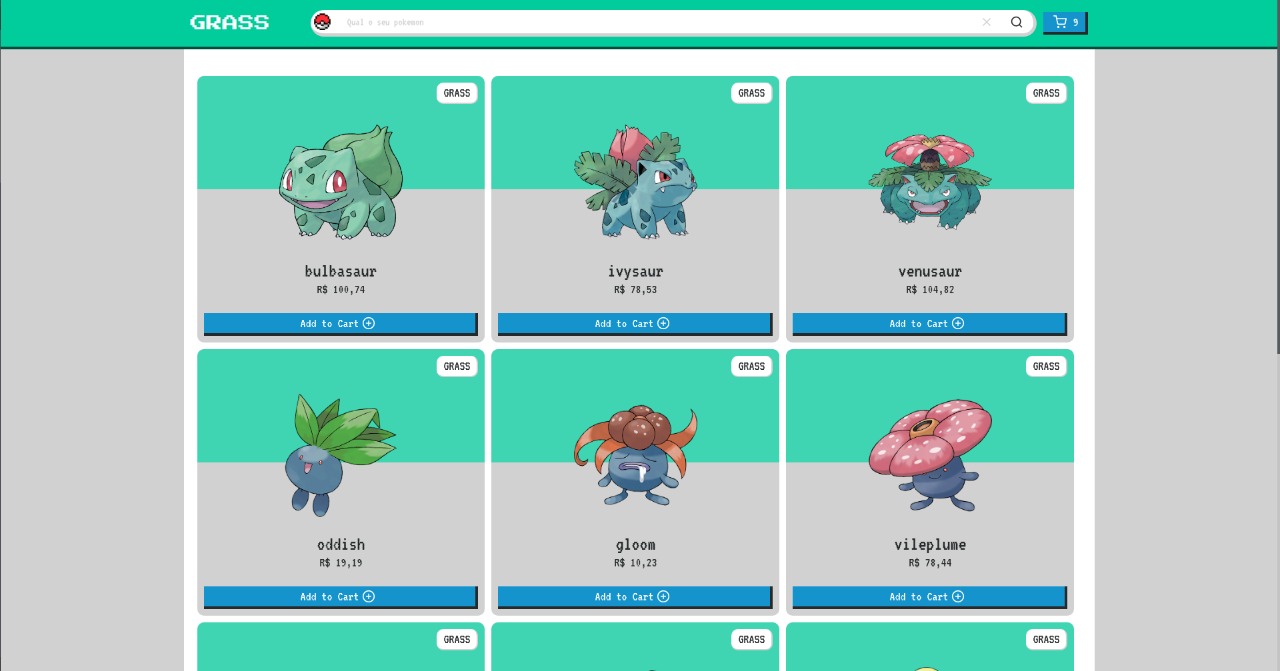 GRASS
Qual o seu pokemon
9
GRASS
GRASS
GRASS
bulbasaur
ivysaur
venusaur
R$ 100,74
R$ 78,53
R$ 104,82
Add to Cart
Add to Cart
Add to Cart
GRASS
GRASS
GRASS
oddish
gloom
vileplume
R$ 19,19
R$ 10,23
R$ 78,44
Add to Cart
Add to Cart
Add to Cart
GRASS
GRASS
GRASS